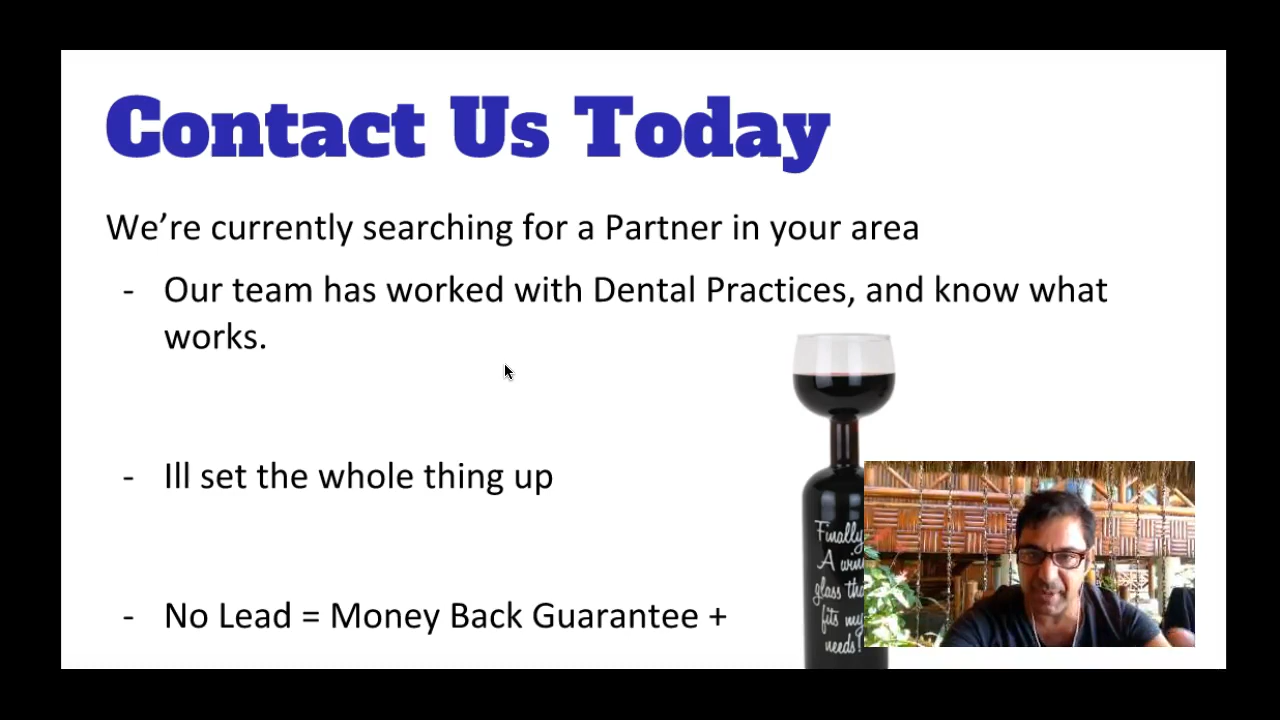 Contact Us Today
We’re currently searching for a Partner in your area
- Our team has worked with Dental Practices, and know what
works.
- Ill set the whole thing up
- No Lead = Money Back Guarantee +
Finally
A
glass
fits my
needs!